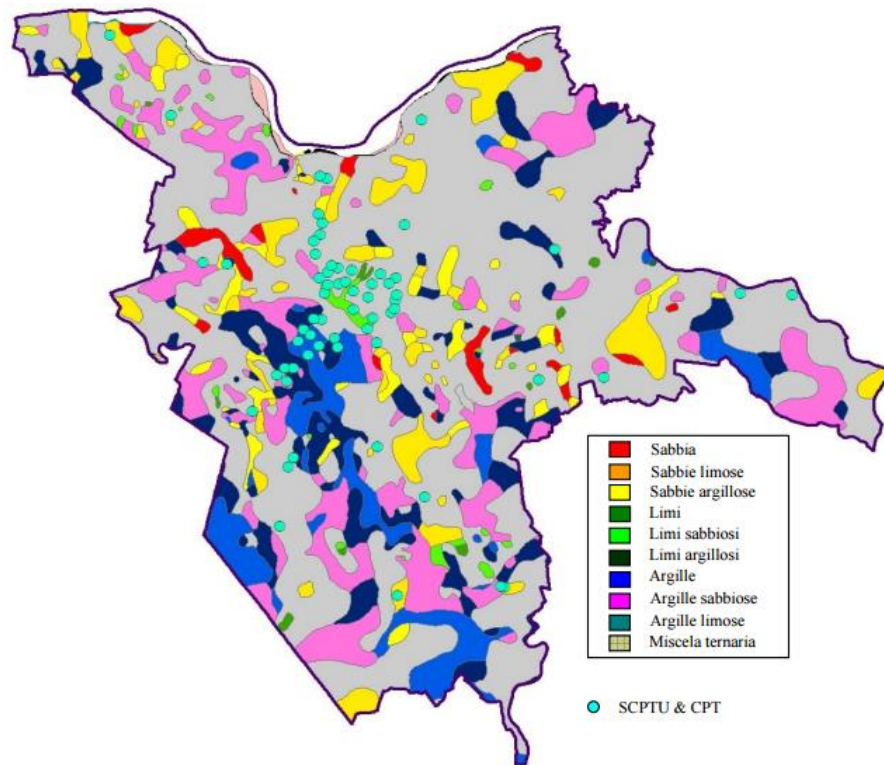 Sabbia
Sabbie limose
Sabbie argillose
Limi
Limi sabbiosi
Limi argillosi
Argille
Argille sabbiose
Argille limose
Miscela ternaria
SCPTU & CPT